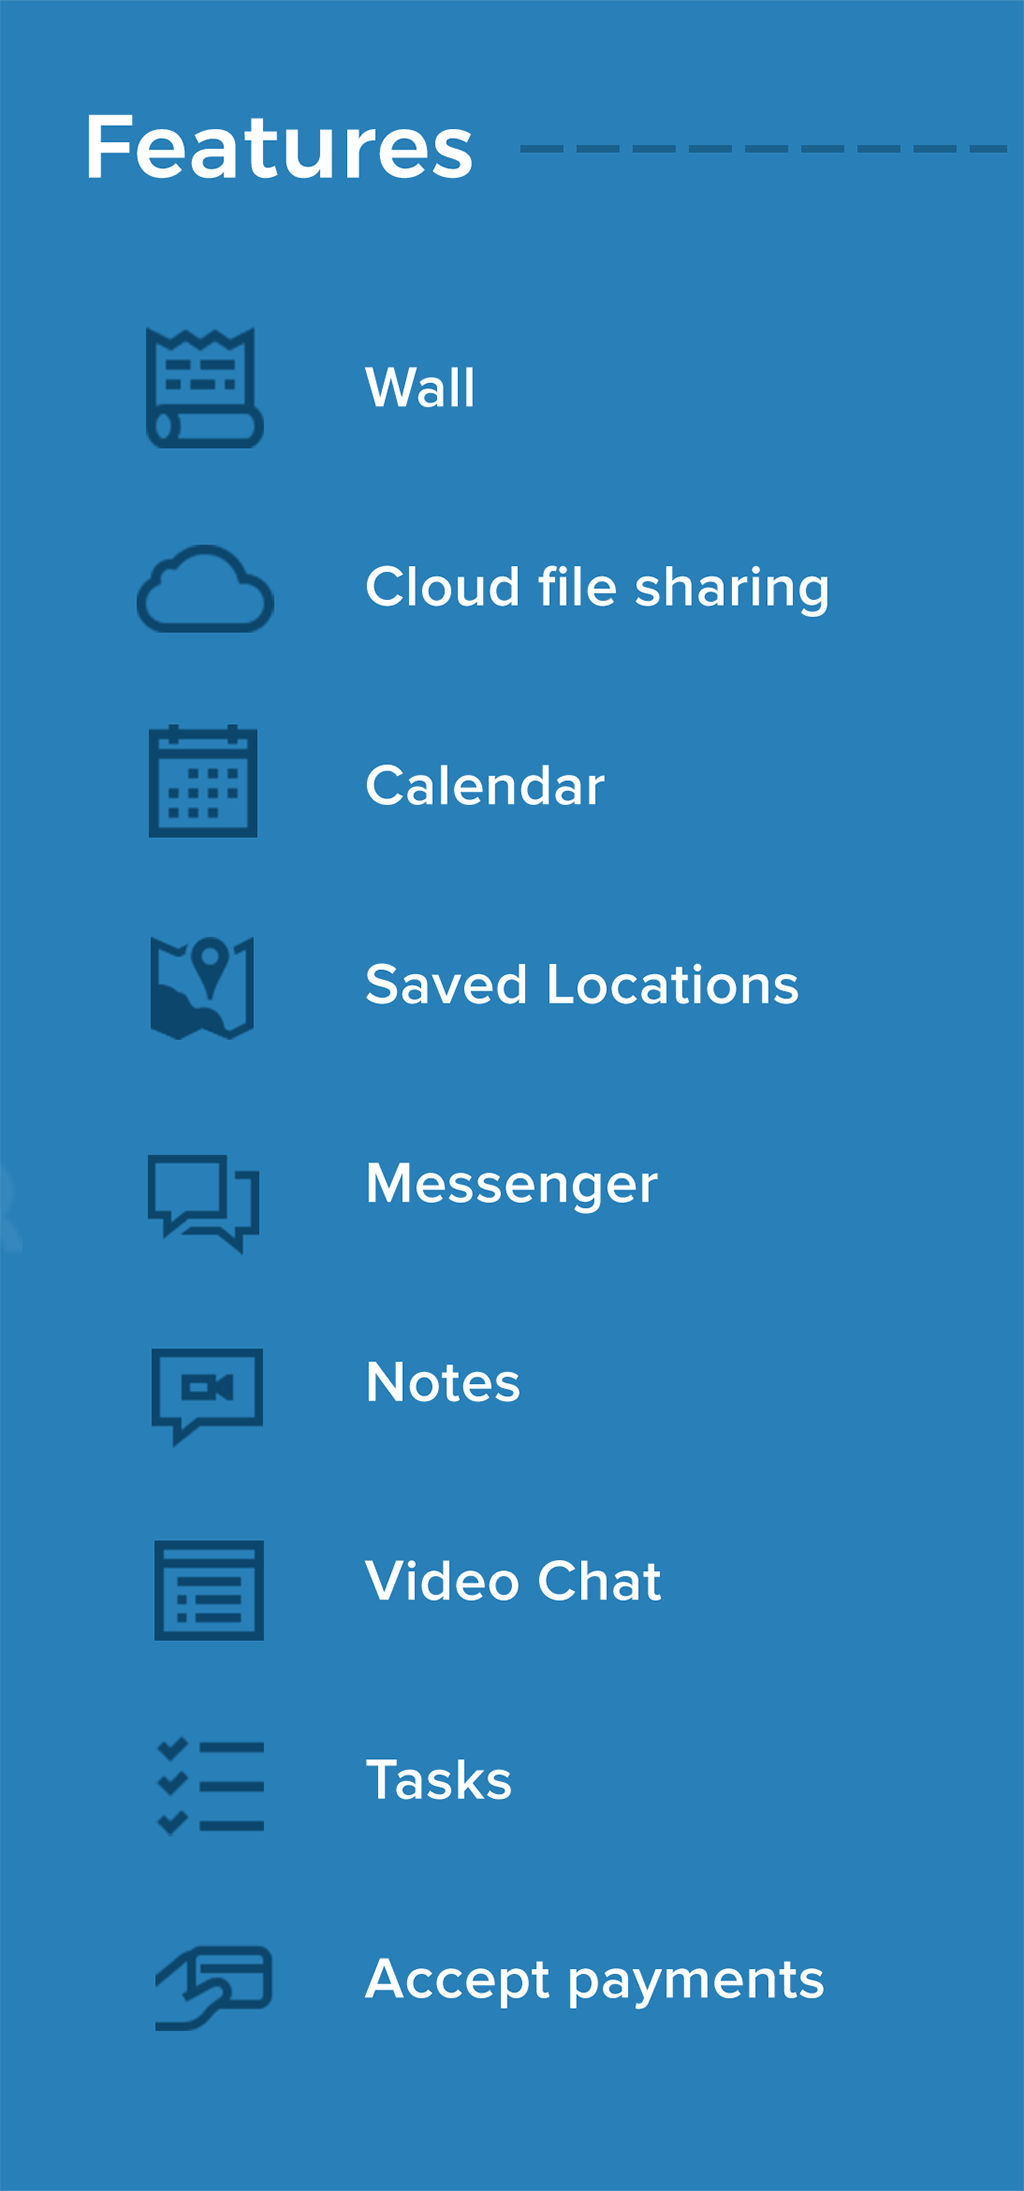 Features
Wall
Cloud file sharing
Calendar
Saved Locations
Messenger
Notes
Video Chat
Tasks
Accept payments